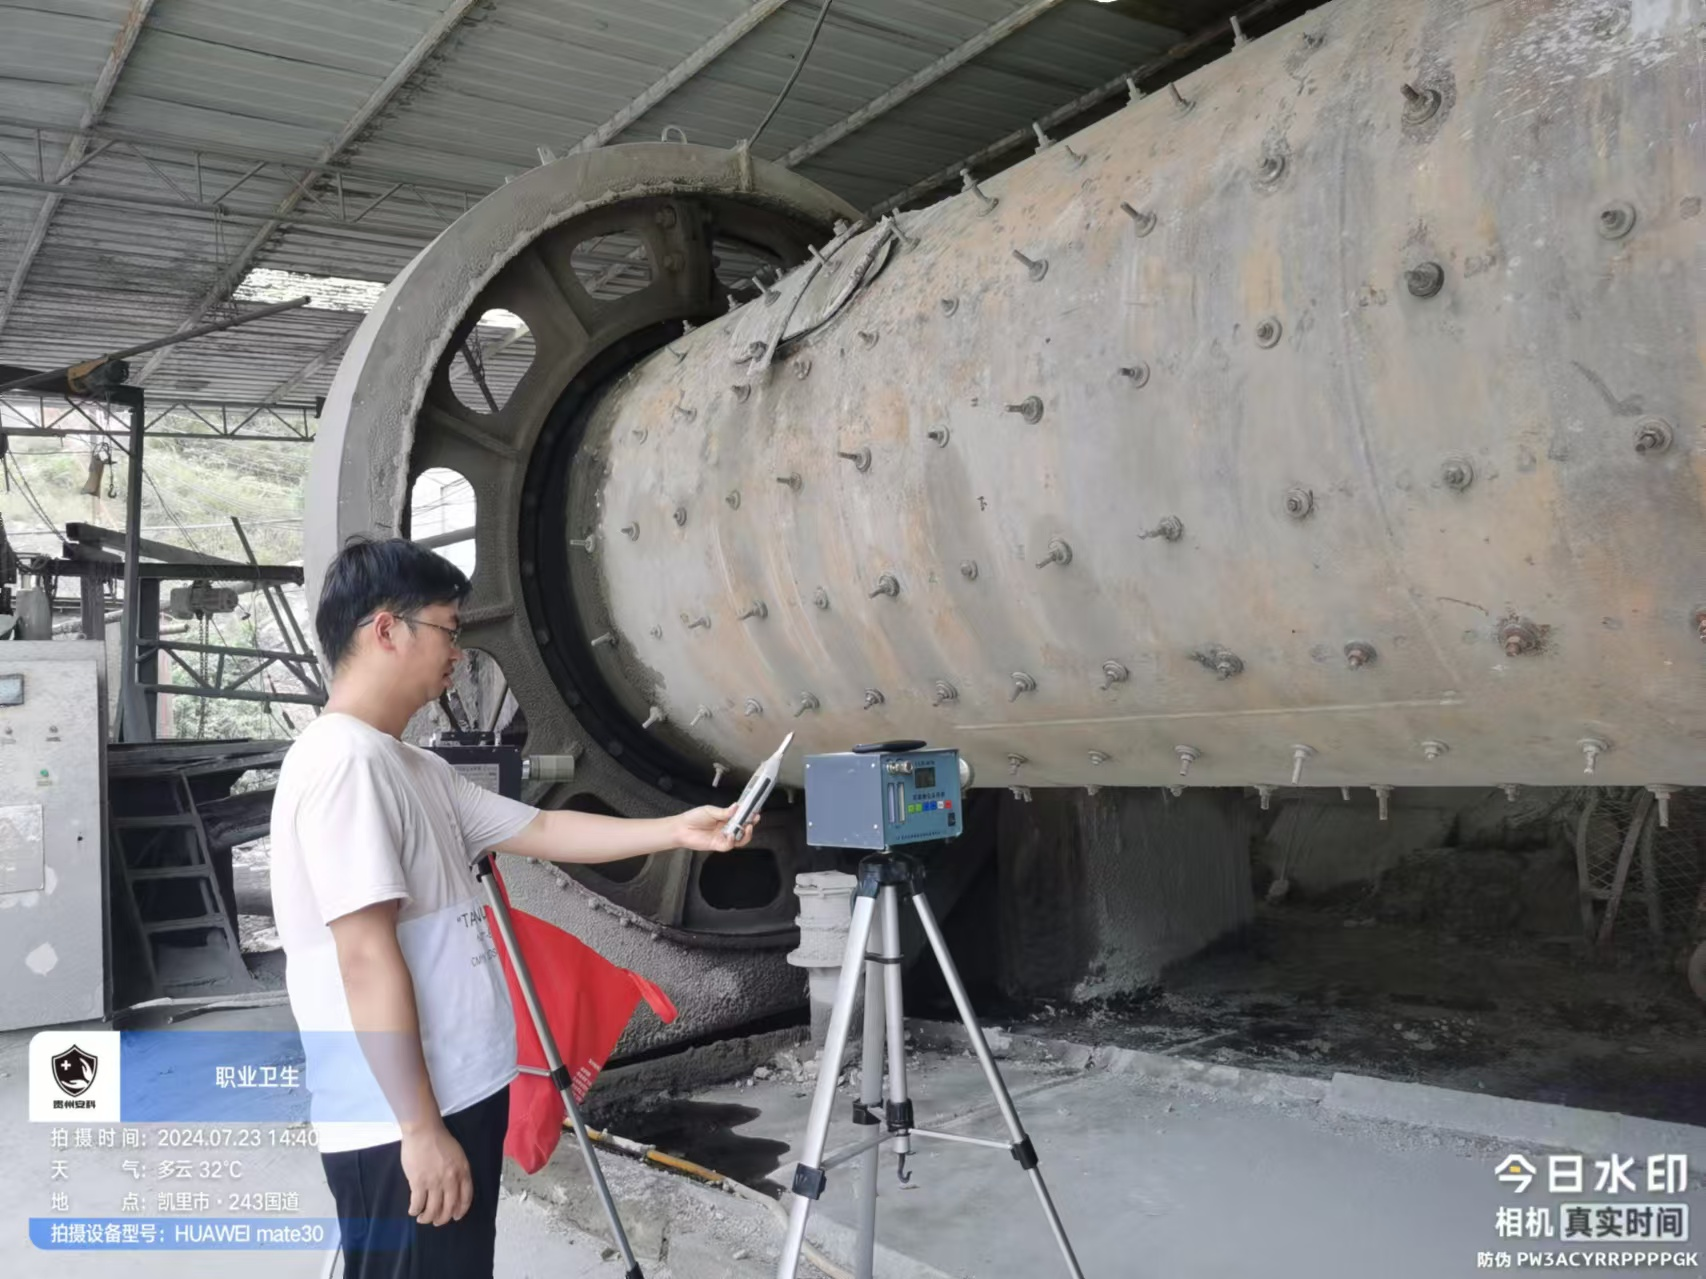 职业卫生
贵州安科
拍摄时间：2024.07.23 14:40
天气：多云 32℃
地点：凯里市·243国道
拍摄设备型号：HUAWEI mate30
今日水印
相机 真实时间
防伪 PW3ACYRRPPPPGK